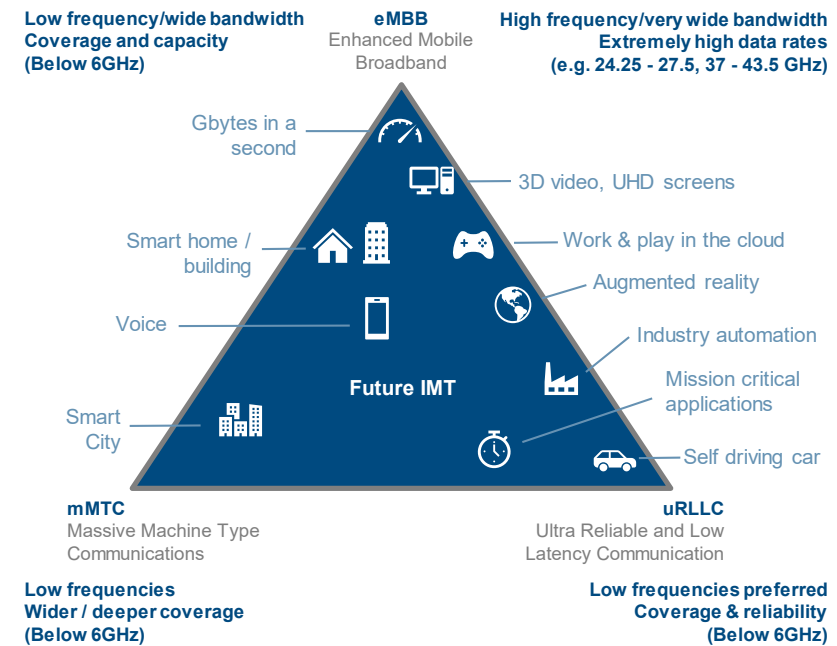 Low frequency/wide bandwidth
Coverage and capacity
(Below 6GHz)
eMBB
Enhanced Mobile
Broadband
High frequency/very wide bandwidth
Extremely high data rates
(e.g. 24.25 - 27.5, 37 - 43.5 GHz)
Gbytes in a
second
3D video, UHD screens
Smart home /
building
Work & play in the cloud
Augmented reality
Voice
Industry automation
Future IMT
Mission critical
applications
Smart
City
Self driving car
mMTC
Massive Machine Type
Communications
uRLLC
Ultra Reliable and Low
Latency Communication
Low frequencies
Wider / deeper coverage
(Below 6GHz)
Low frequencies preferred
Coverage & reliability
(Below 6GHz)